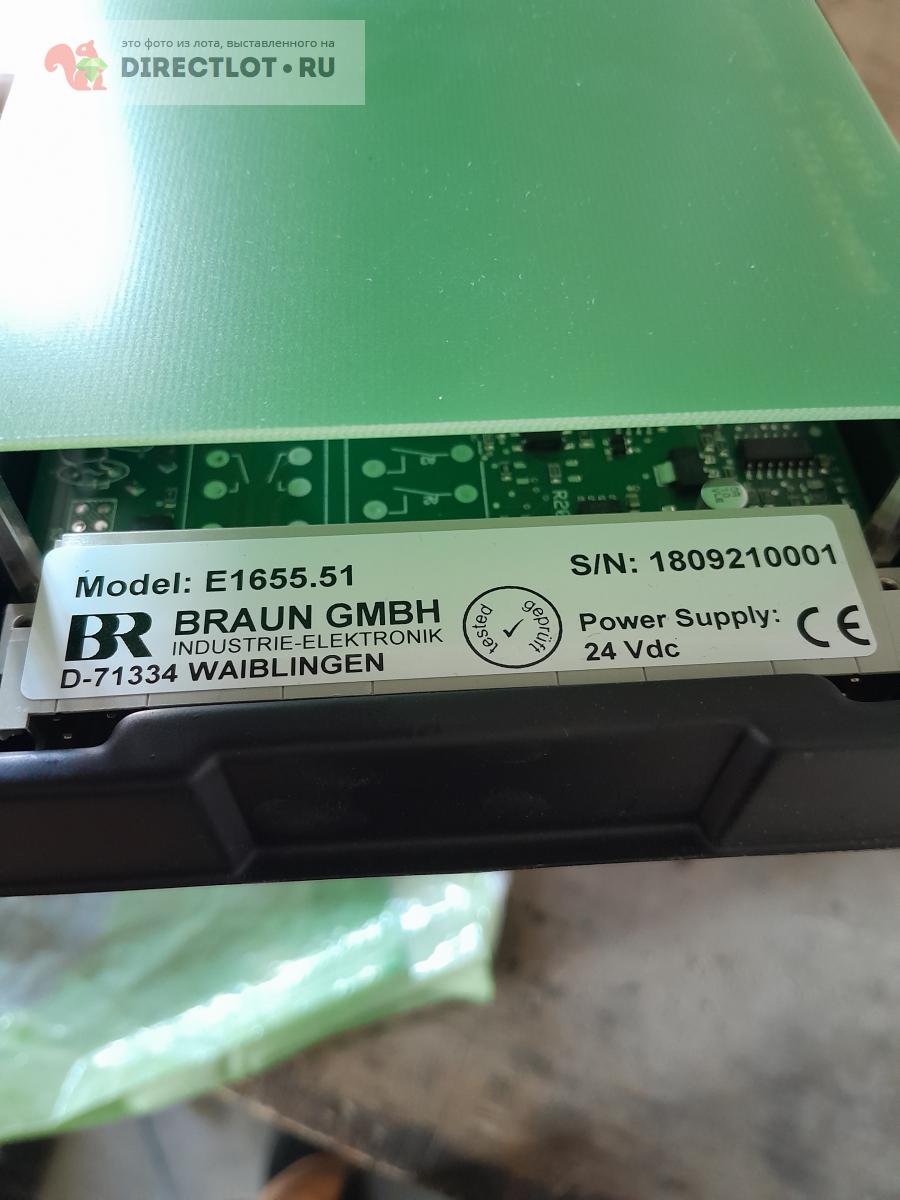 это фото из лота, выставленного на
DIRECTLOT•RU
Model: E1655.51
S/N: 1809210001
BR
BRAUN GMBH
INDUSTRIE-ELEKTRONIK
D-71334 WAIBLINGEN
tested geprüft
Power Supply:
24 Vdc
CE